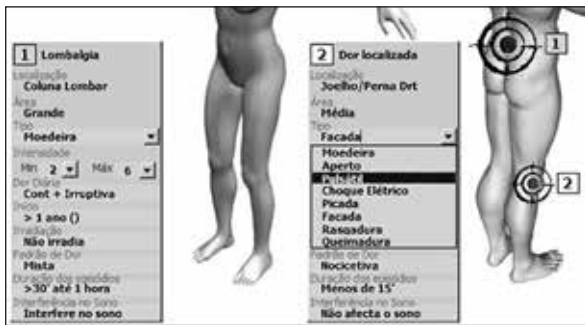 1 Lombalgia
Localização
Coluna Lombar
Área
Grande
Tipo
Moedeira
Intensidade
Min 2 Máx 6
Dor Diária
Cont + Irruptiva
Início
> 1 ano ()
Irradiação
Não irradia
Padrão de Dor
Mista
Duração dos episódios
>30' até 1 hora
Interferência no Sono
Interfere no sono
2 Dor localizada
Localização
Joelho/Perna Drt
Área
Média
Tipo
Facada
Moedeira
Aperto
Pulsátil
Choque Elétrico
Picada
Facada
Rasgadura
Queimadura
Padrão de Dor
Nocicetiva
Duração dos episódios
Menos de 15'
Interferência no Sono
Não afecta o sono
1
2